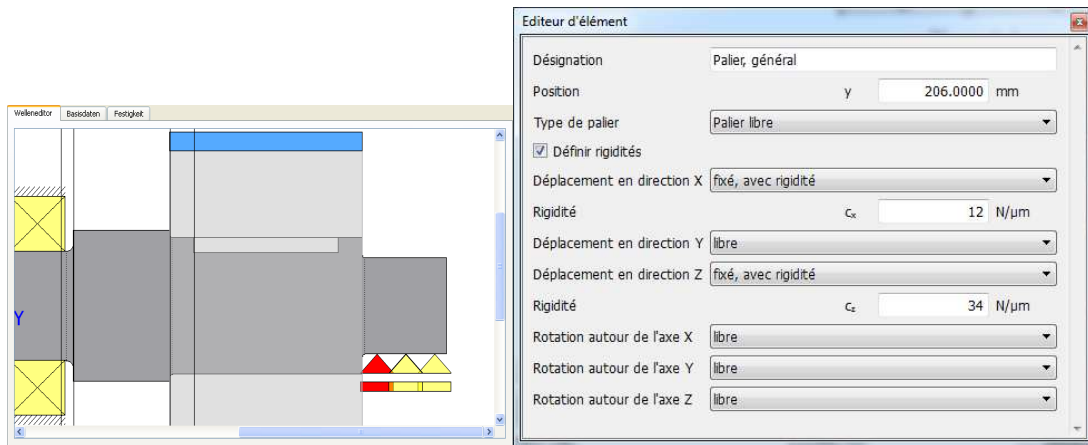 Welleneditor Basisdaten Festigkeit
Y
Editeur d'élément
Désignation Palier, général
Position y 206.0000 mm
Type de palier Palier libre
Définir rigidités
Déplacement en direction X fixé, avec rigidité
Rigidité cx 12 N/µm
Déplacement en direction Y libre
Déplacement en direction Z fixé, avec rigidité
Rigidité cz 34 N/µm
Rotation autour de l'axe X libre
Rotation autour de l'axe Y libre
Rotation autour de l'axe Z libre